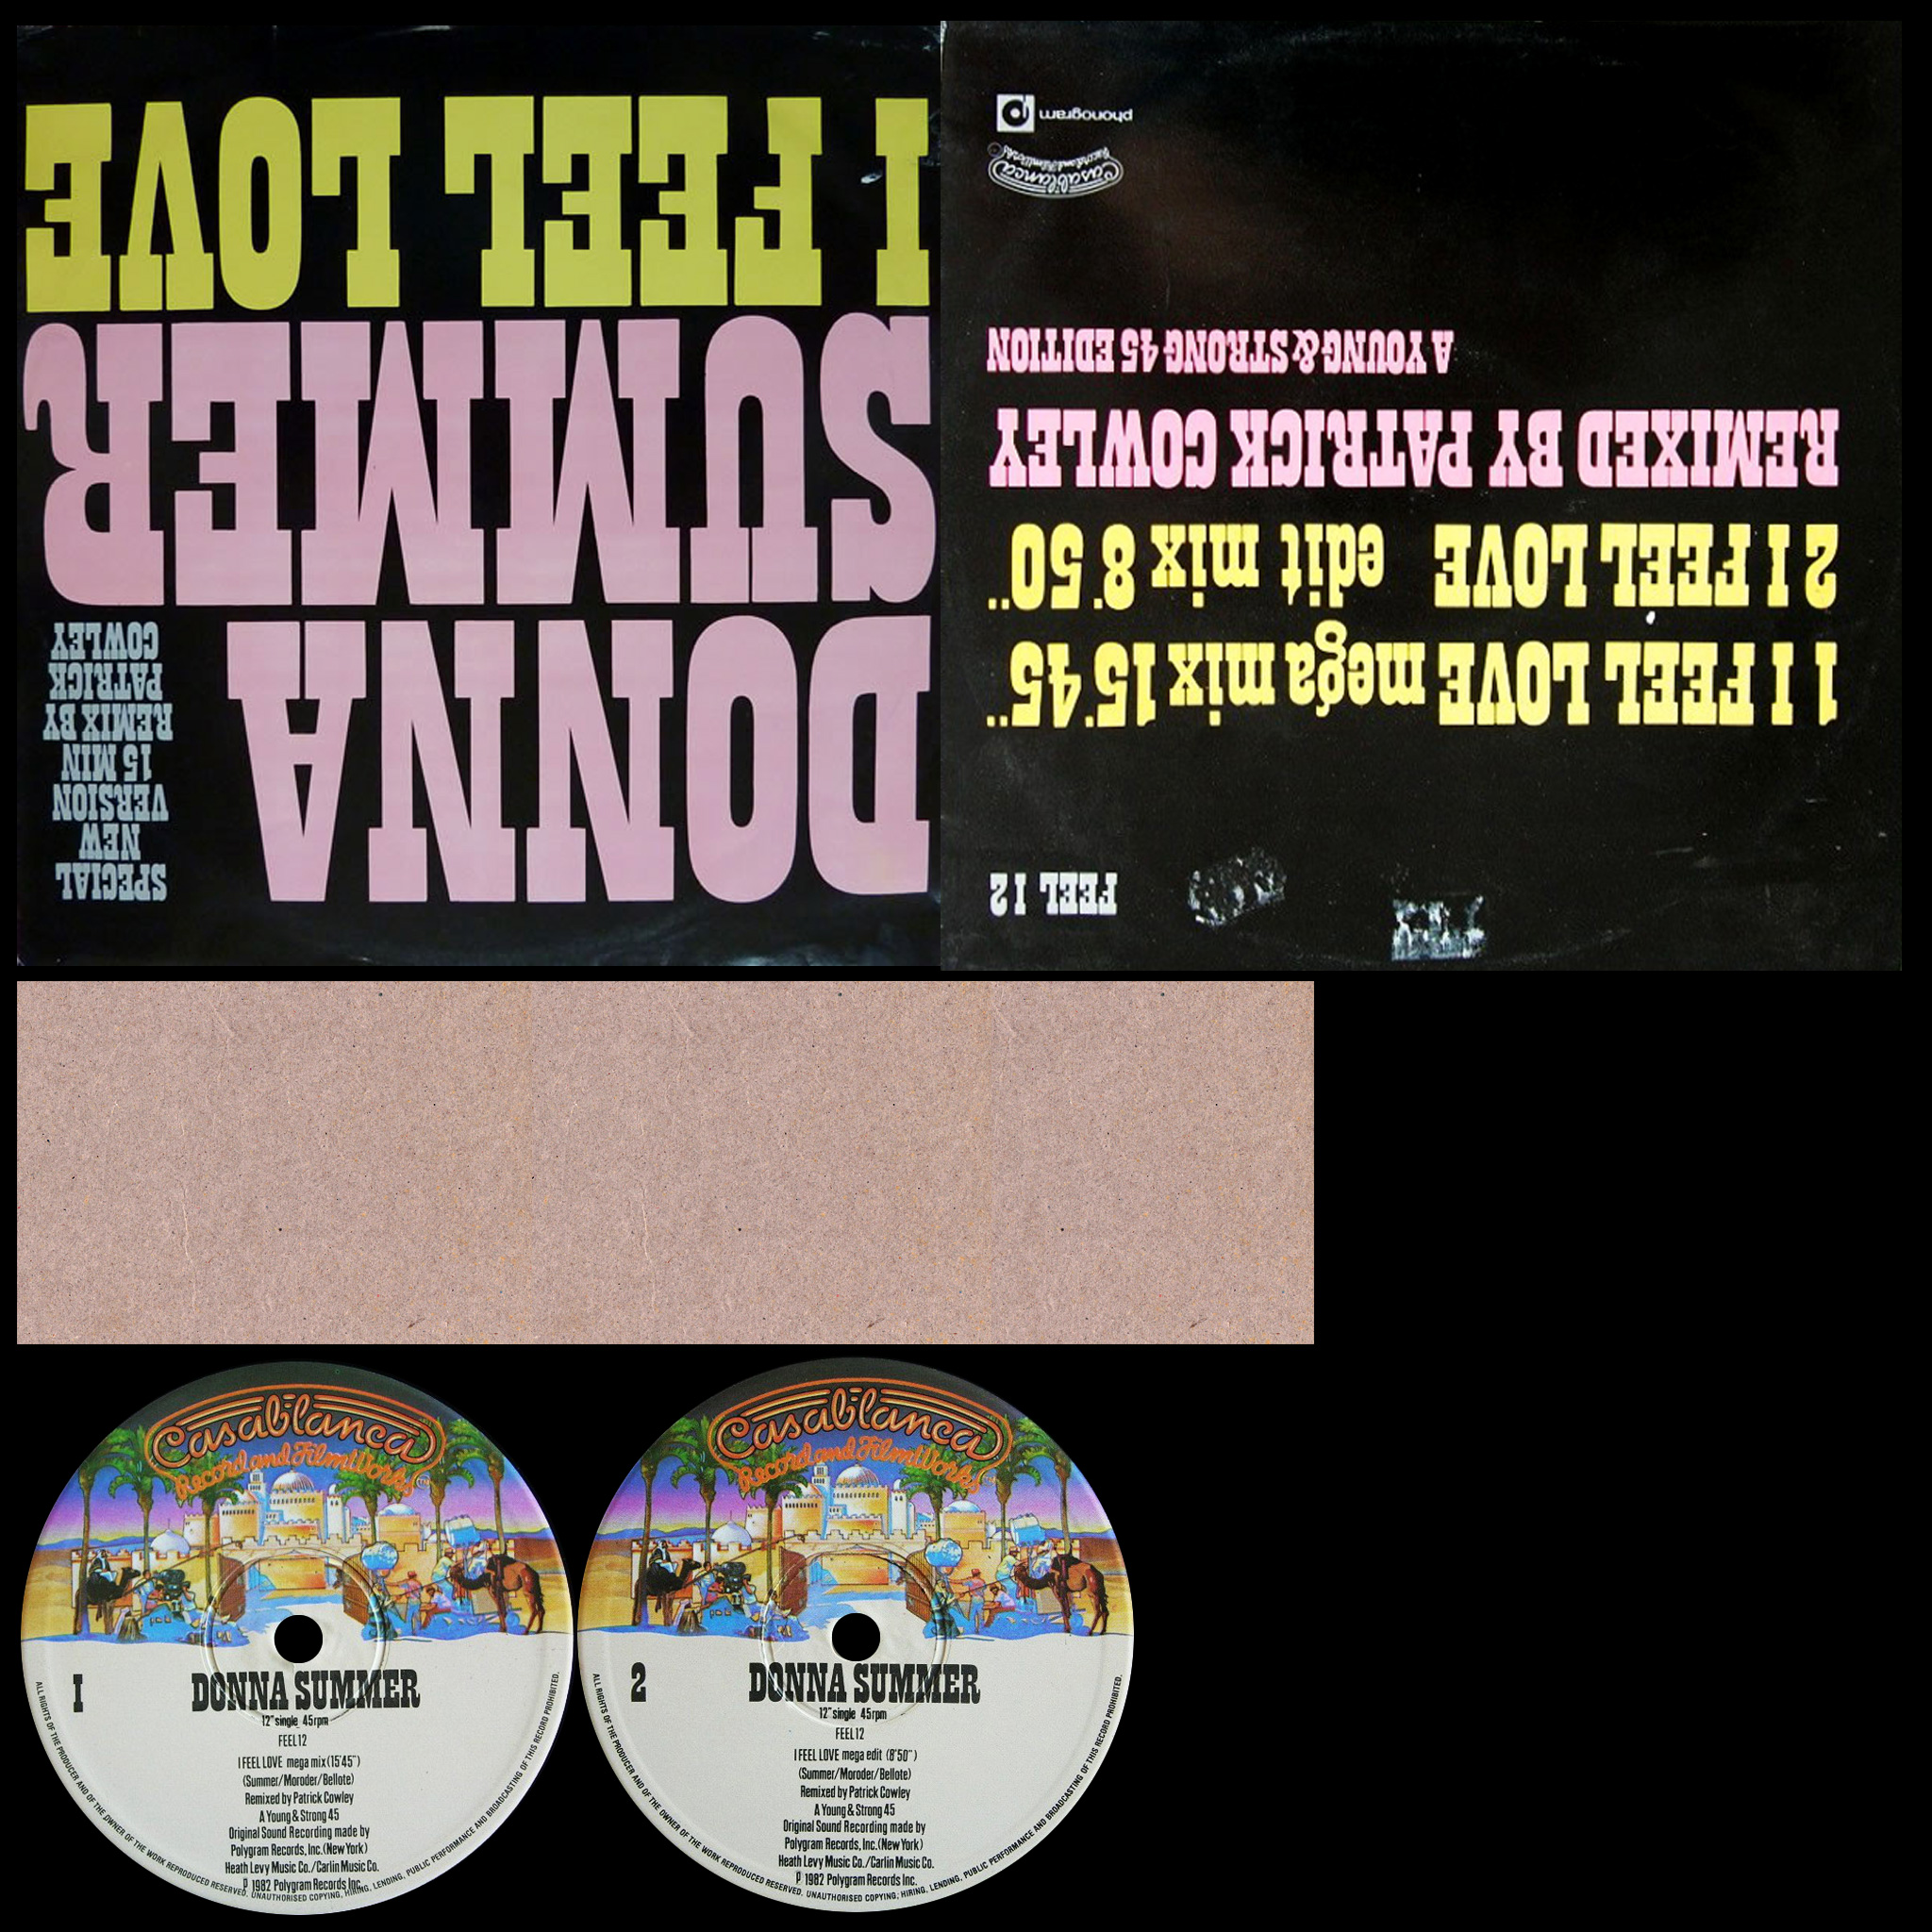 DONNA
SUMMER
I FEEL LOVE
SPECIAL
NEW
VERSION
15 MIN
REMIX BY
PATRICK
COWLEY
FEEL 12
1 I FEEL LOVE mega mix 15'45"
2 I FEEL LOVE edit mix 8'50"
REMIXED BY PATRICK COWLEY
A YOUNG & STRONG 45 EDITION
Casablanca
Record and FilmWorks
phonogram
Casablanca
Record and FilmWorks
1
DONNA SUMMER
12" single 45rpm
FEEL12
I FEEL LOVE mega mix (15'45")
(Summer/Moroder/Bellote)
Remixed by Patrick Cowley
A Young & Strong 45
Original Sound Recording made by
Polygram Records, Inc. (New York)
Heath Levy Music Co./Carlin Music Co.
℗ 1982 Polygram Records Inc.
ALL RIGHTS OF THE PRODUCER AND OF THE OWNER OF THE WORK REPRODUCED RESERVED. UNAUTHORISED COPYING, HIRING, LENDING, PUBLIC PERFORMANCE AND BROADCASTING OF THIS RECORD PROHIBITED.
Casablanca
Record and FilmWorks
2
DONNA SUMMER
12" single 45rpm
FEEL12
I FEEL LOVE mega edit (8'50")
(Summer/Moroder/Bellote)
Remixed by Patrick Cowley
A Young & Strong 45
Original Sound Recording made by
Polygram Records, Inc. (New York)
Heath Levy Music Co./Carlin Music Co.
℗ 1982 Polygram Records Inc.
ALL RIGHTS OF THE PRODUCER AND OF THE OWNER OF THE WORK REPRODUCED RESERVED. UNAUTHORISED COPYING, HIRING, LENDING, PUBLIC PERFORMANCE AND BROADCASTING OF THIS RECORD PROHIBITED.